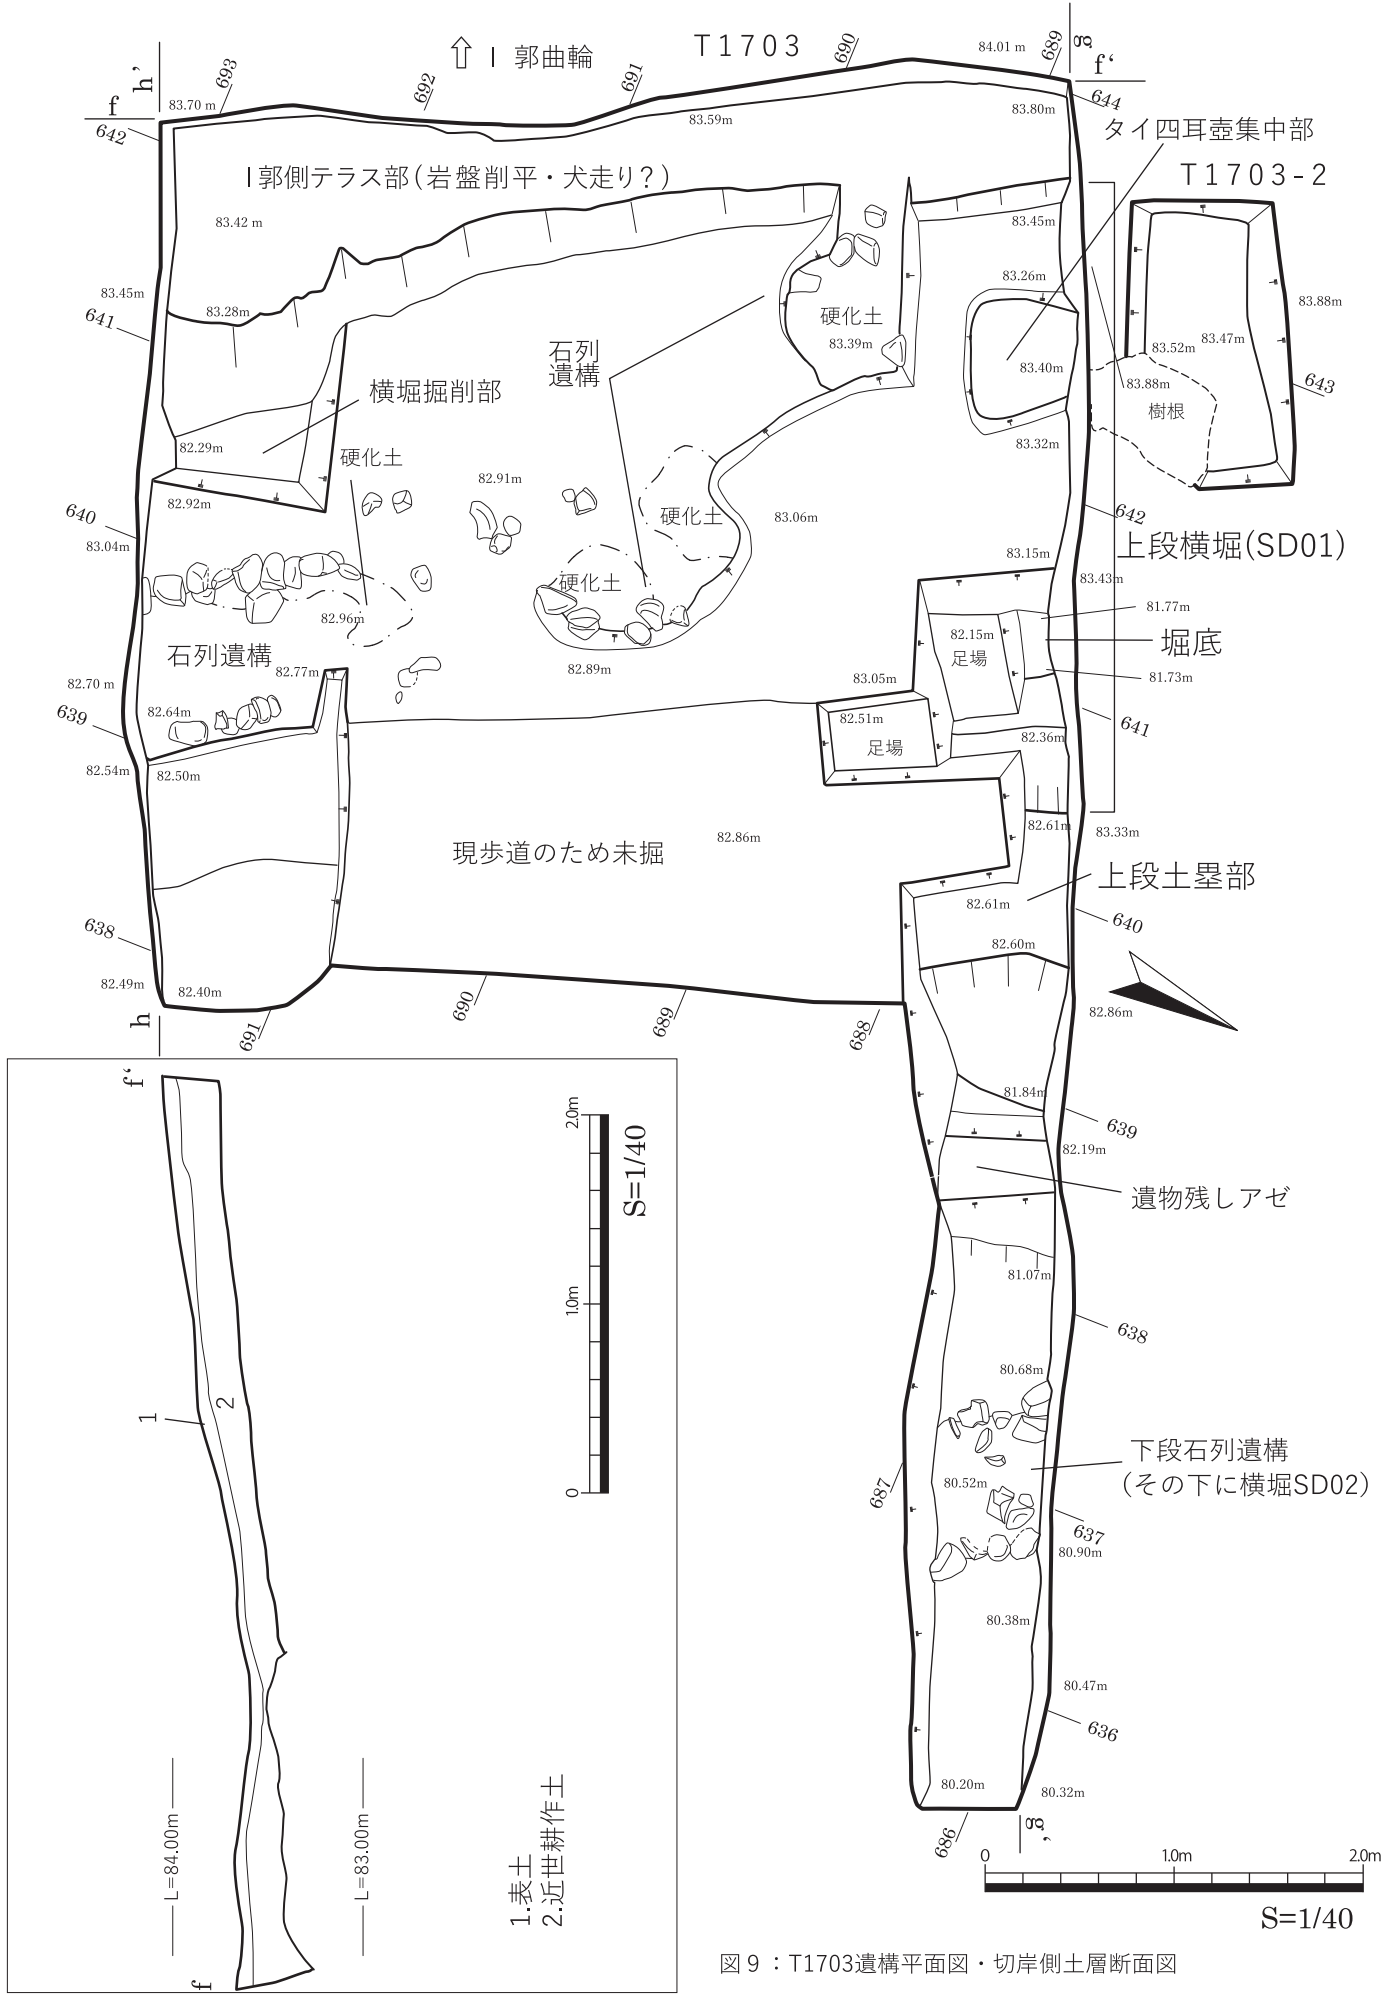 I 郭曲輪
T1703
84.01 m
690
689
g
f‘
h’
f
693
692
691
83.70 m
642
83.59m
83.80m
644
タイ四耳壺集中部
T1703-2
I郭側テラス部（岩盤削平・犬走り？）
83.42 m
83.45m
83.45m
83.28m
83.26m
641
硬化土
83.39m
石列
遺構
83.40m
83.52m
83.47m
83.88m
83.88m
樹根
643
横堀掘削部
83.32m
82.29m
硬化土
82.91m
82.92m
640
83.04m
硬化土
83.06m
642
上段横堀(SD01)
83.15m
83.43m
硬化土
82.96m
81.77m
82.15m
足場
堀底
石列遺構
82.77m
82.89m
81.73m
82.70 m
83.05m
82.64m
82.51m
足場
639
82.36m
641
82.54m
82.50m
82.61m
83.33m
82.86m
現歩道のため未掘
上段土塁部
82.61m
640
638
82.60m
82.49m
82.40m
82.86m
h
691
690
689
688
81.84m
639
82.19m
遺物残しアゼ
81.07m
638
80.68m
下段石列遺構
（その下に横堀SD02）
80.52m
687
637
80.90m
80.38m
80.47m
636
80.20m
80.32m
686
g’
0
1.0m
2.0m
S=1/40
f‘
2.0m
1.0m
0
S=1/40
1
2
L=84.00m
L=83.00m
1.表土
2.近世耕作土
f
図 9 ：T1703遺構平面図・切岸側土層断面図